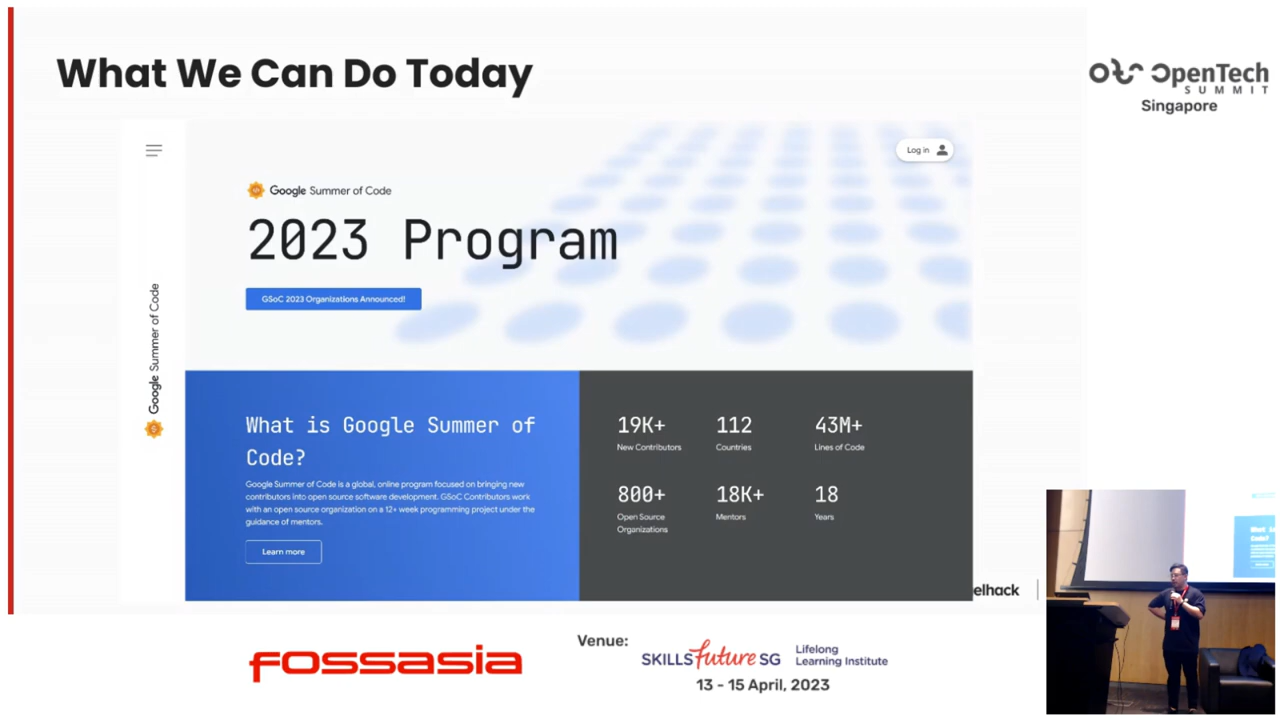 What We Can Do Today
OpenTech
SUMMIT
Singapore
Log in
Google Summer of Code
2023 Program
GSoC 2023 Organizations Announced!
Google Summer of Code
What is Google Summer of
Code?
Google Summer of Code is a global, online program focused on bringing new
contributors into open source software development. GSoC Contributors work
with an open source organization on a 12+ week programming project under the
guidance of mentors.
Learn more
19K+
New Contributors
112
Countries
43M+
Lines of Code
800+
Open Source
Organizations
18K+
Mentors
18
Years
elhack
What
Code?
fossasia
Venue:
SKILLSfuture SG
Lifelong
Learning Institute
13 - 15 April, 2023